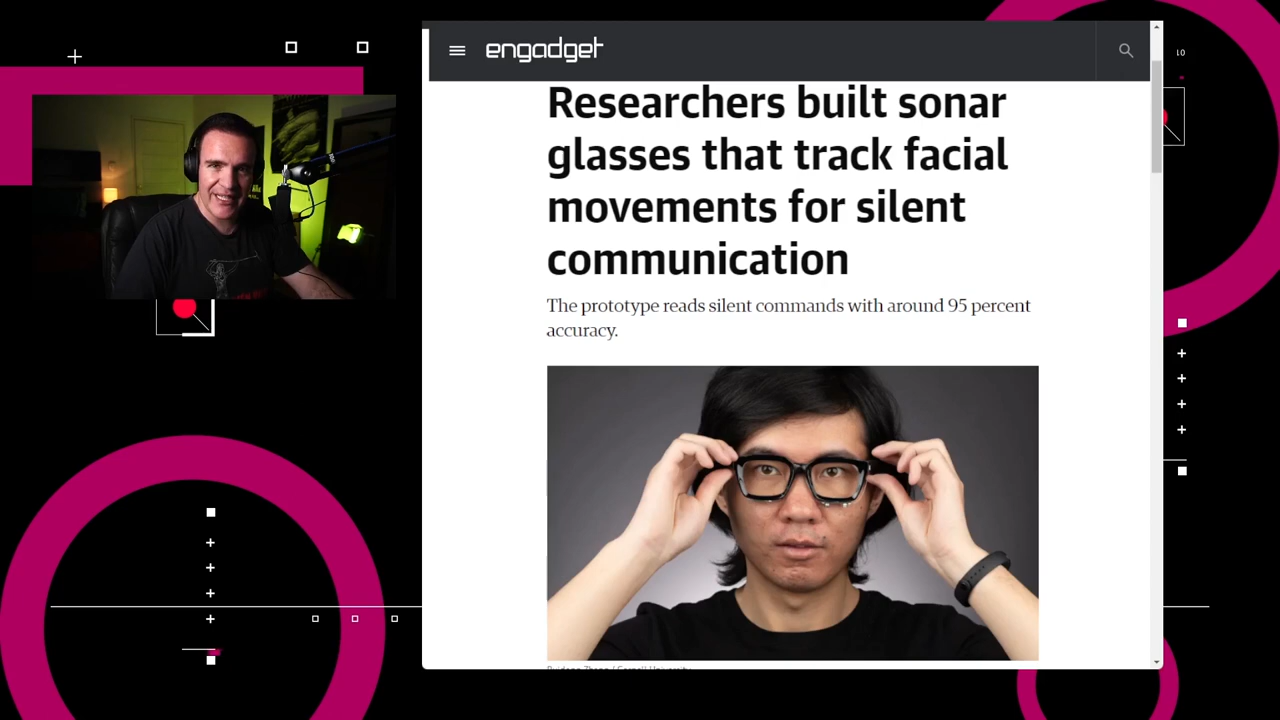 engadget
Researchers built sonar
glasses that track facial
movements for silent
communication
The prototype reads silent commands with around 95 percent
accuracy.
10